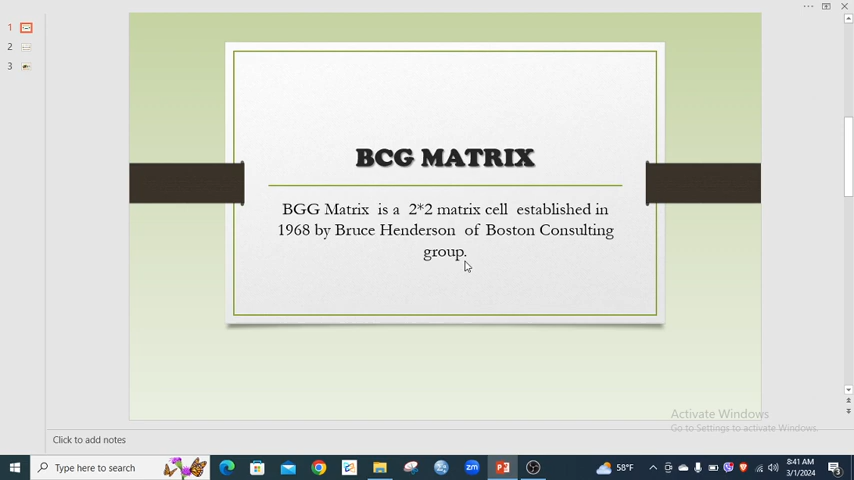 1
2
3
BCG MATRIX
BGG Matrix is a 2*2 matrix cell established in
1968 by Bruce Henderson of Boston Consulting
group.
Activate Windows
Go to Settings to activate Windows.
Click to add notes
Type here to search
zm
58°F
8:41 AM
3/1/2024
3